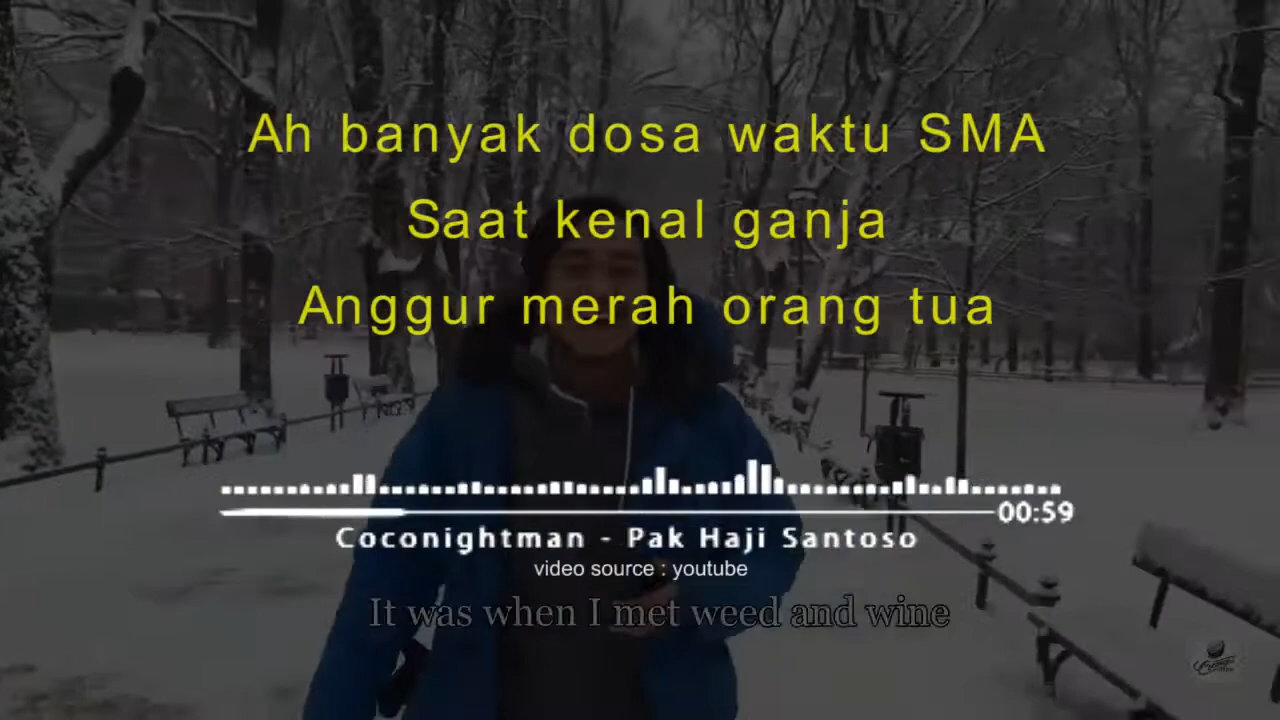 Ah banyak dosa waktu SMA
Saat kenal ganja
Anggur merah orang tua
00:59
Coconightman - Pak Haji Santoso
video source : youtube
It was when I met weed and wine